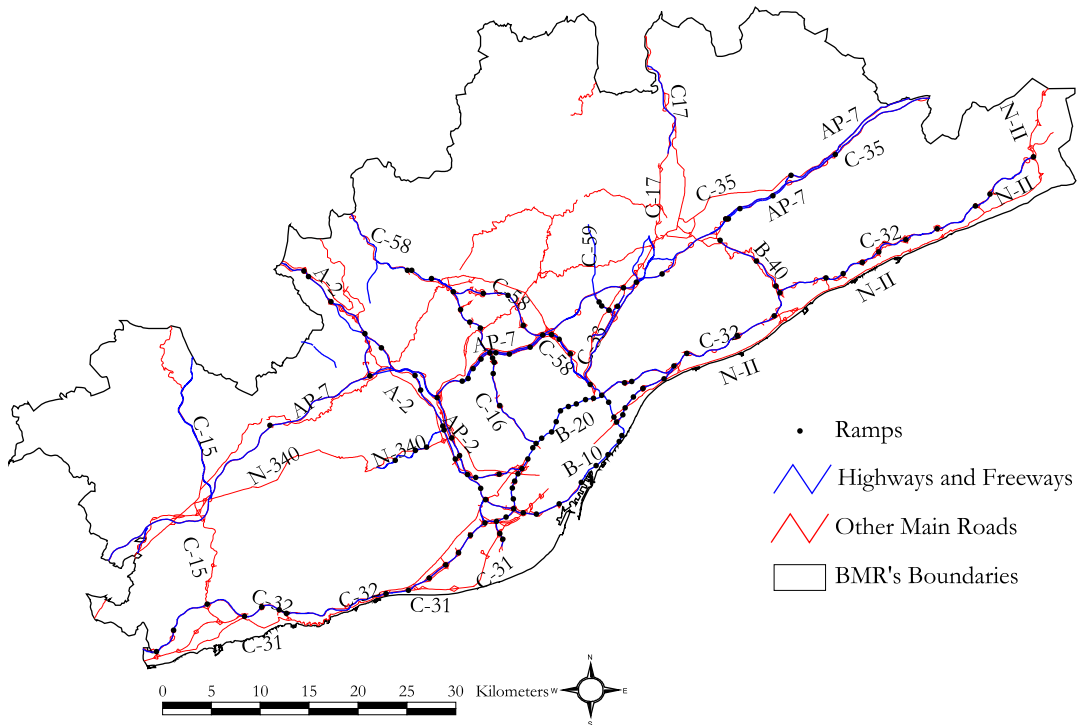 C17
AP-7
N-II
C-35
C-35
C-17
AP-7
N-II
C-58
C-59
C-32
B-40
A-2
N-II
C-58
C-33
AP-7
C-58
C-32
N-II
A-2
AP-7
C-16
C-15
B-20
AP-2
N-340
N-340
B-10
Ramps
Highways and Freeways
Other Main Roads
C-15
C-31
BMR's Boundaries
C-32
C-32
C-31
C-31
N
W
E
S
0 5 10 15 20 25 30 Kilometers